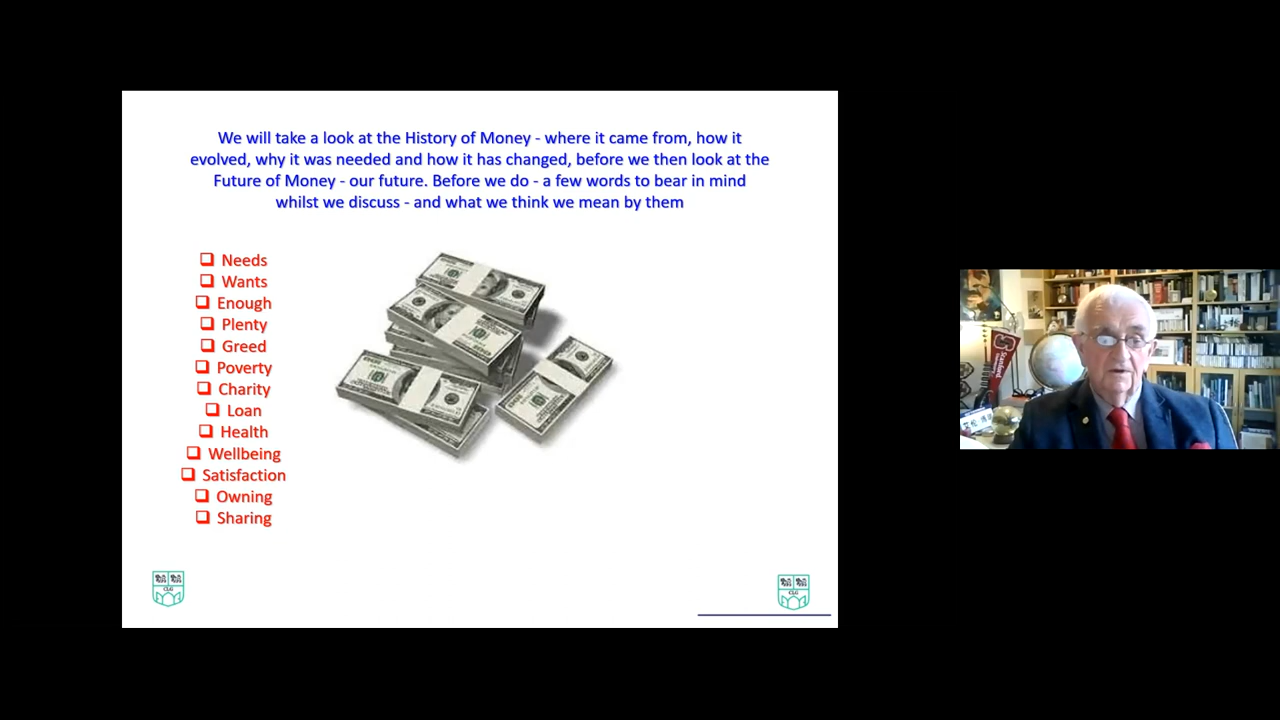 We will take a look at the History of Money - where it came from, how it
evolved, why it was needed and how it has changed, before we then look at the
Future of Money - our future. Before we do - a few words to bear in mind
whilst we discuss - and what we think we mean by them
Needs
Wants
Enough
Plenty
Greed
Poverty
Charity
Loan
Health
Wellbeing
Satisfaction
Owning
Sharing
CLG
CLG
Stanford